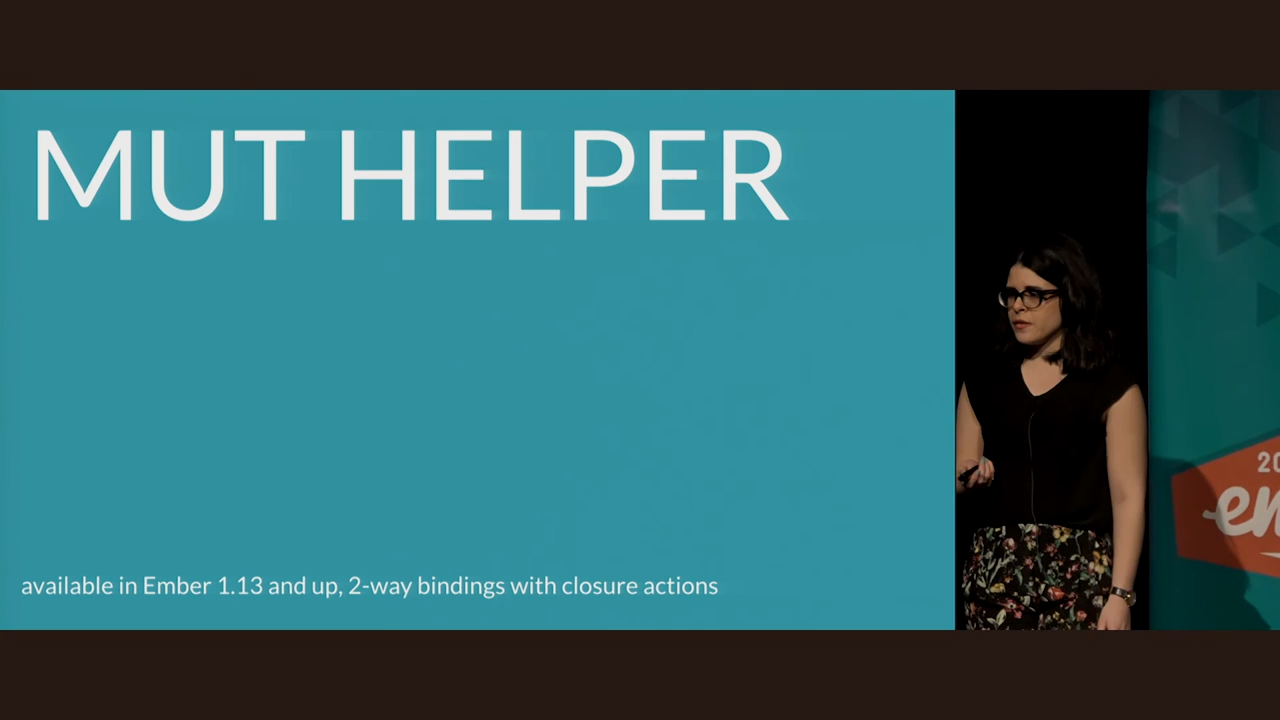 MUT HELPER
available in Ember 1.13 and up, 2-way bindings with closure actions